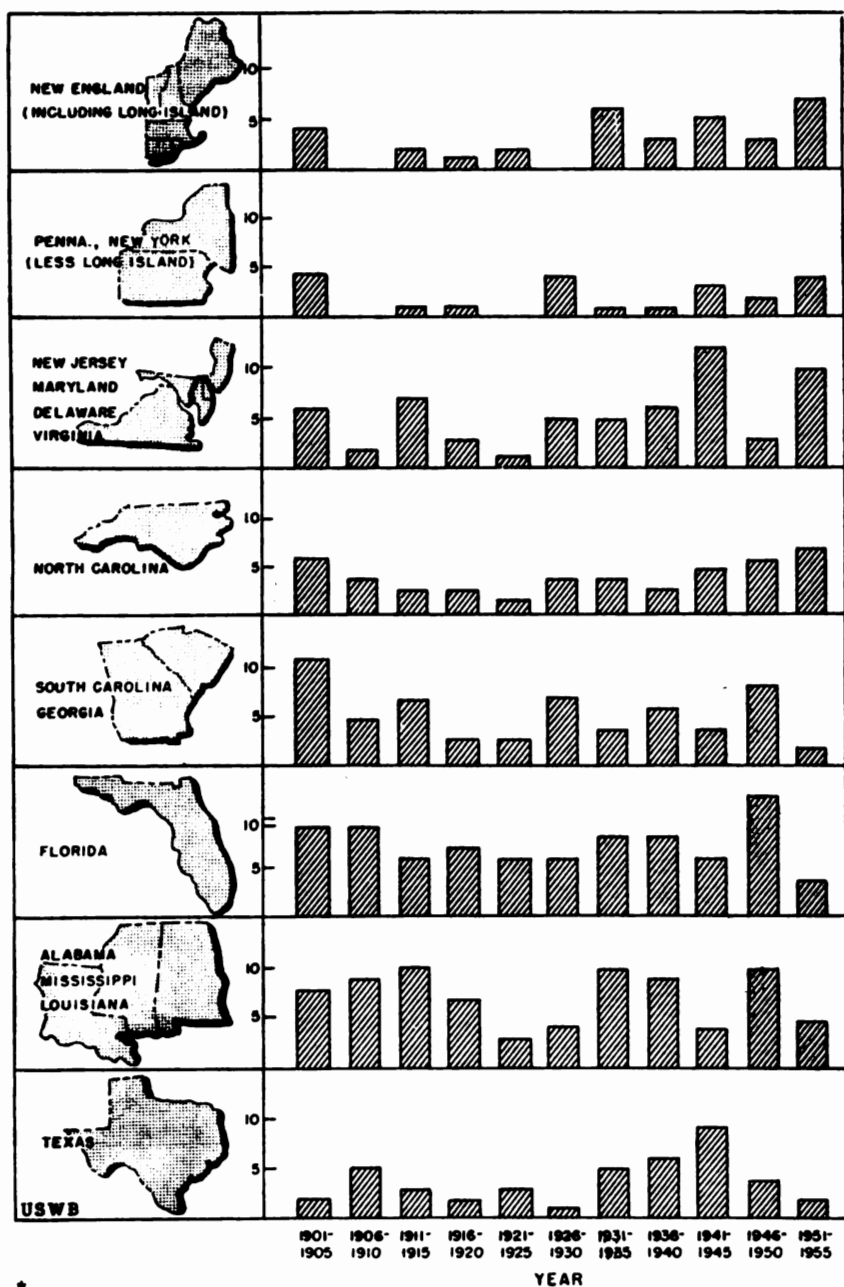 NEW ENGLAND
(INCLUDING LONG ISLAND)
10
5
PENNA., NEW YORK
(LESS LONG ISLAND)
10
5
NEW JERSEY
MARYLAND
DELAWARE
VIRGINIA
10
5
NORTH CAROLINA
10
5
SOUTH CAROLINA
GEORGIA
10
5
FLORIDA
10
5
ALABAMA
MISSISSIPPI
LOUISIANA
10
5
TEXAS
10
5
USWB
1901- 1906- 1911- 1916- 1921- 1926- 1931- 1936- 1941- 1946- 1951-
1905 1910 1915 1920 1925 1930 1935 1940 1945 1950 1955
YEAR
*